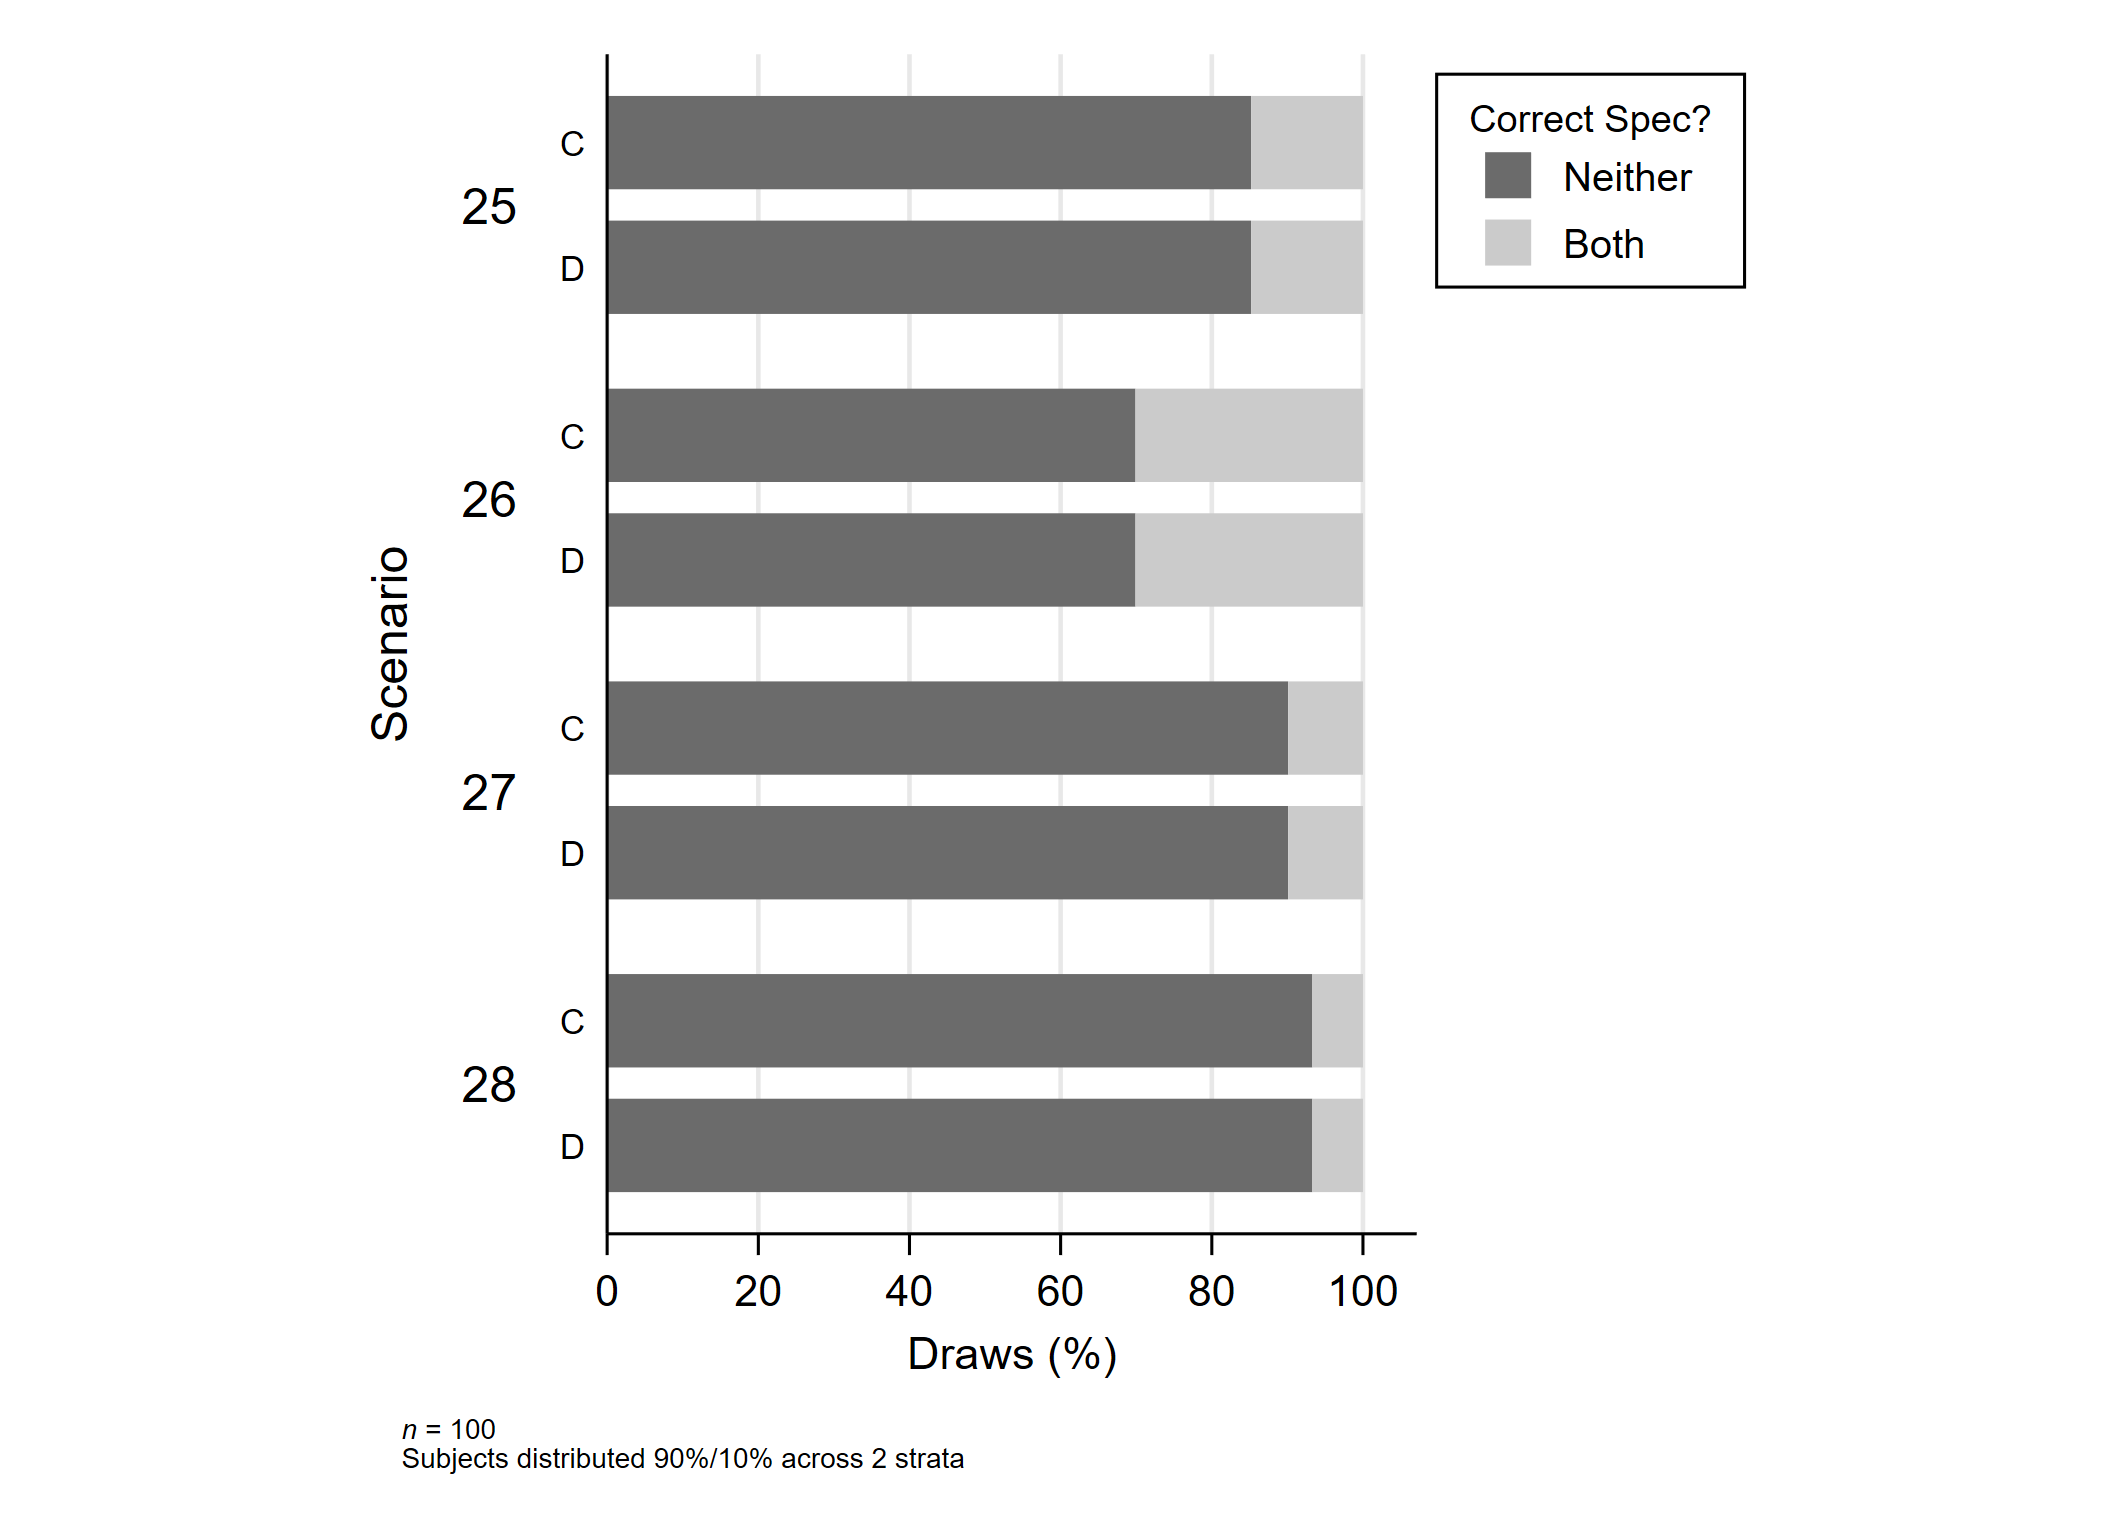 Correct Spec?
Neither
Both
Scenario
25
C
D
26
C
D
27
C
D
28
C
D
0 20 40 60 80 100
Draws (%)
n = 100
Subjects distributed 90%/10% across 2 strata